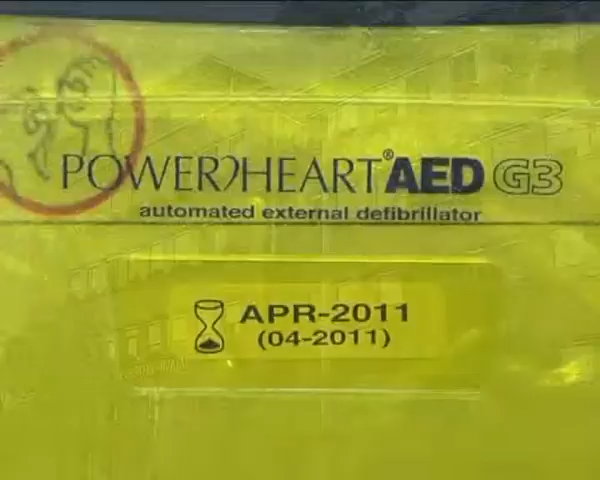 POWERHEART® AED G3
automated external defibrillator
APR-2011
(04-2011)